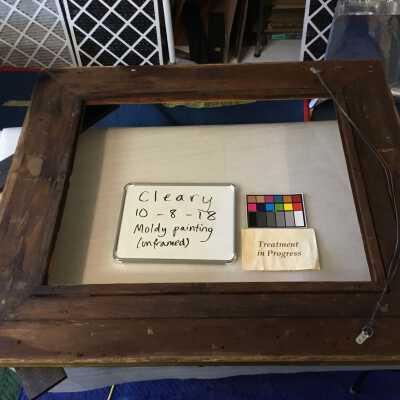 Cleary
10-8-18
Moldy painting
(unframed)
Treatment
in Progress